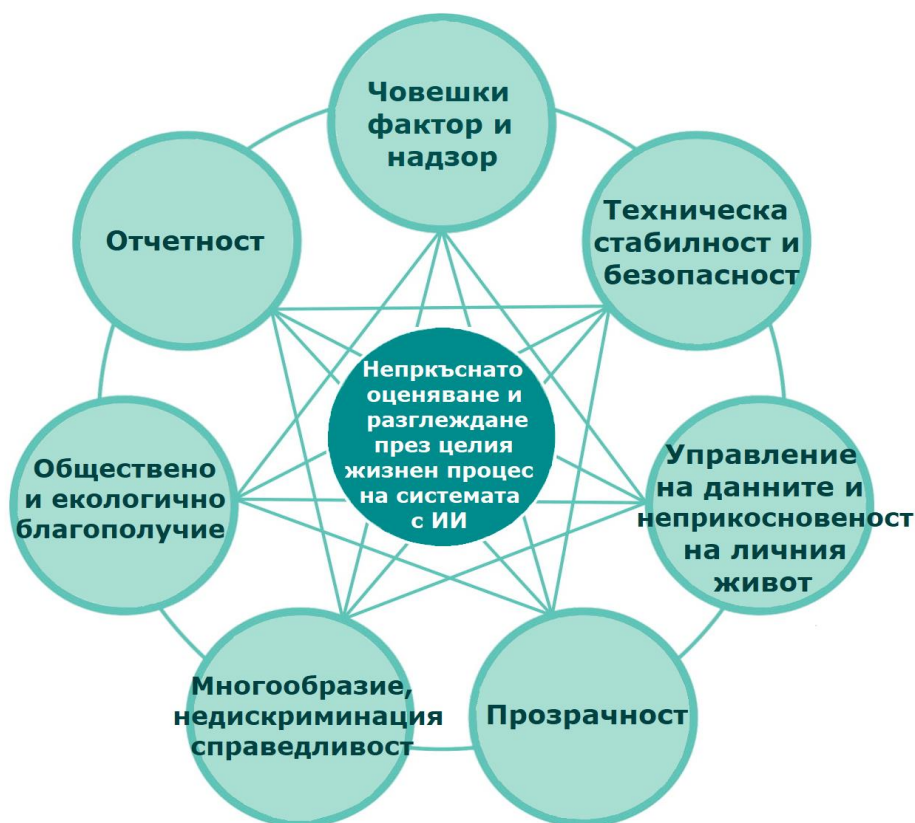 Човешки
фактор и
надзор
Техническа
стабилност и
безопасност
Управление
на данните и
неприкосновеност
на личния
живот
Прозрачност
Многообразие,
недискриминация
справедливост
Обществено
и екологично
благополучие
Отчетност
Непркъснато
оценяване и
разглеждане
през целия
жизнен процес
на системата
с ИИ